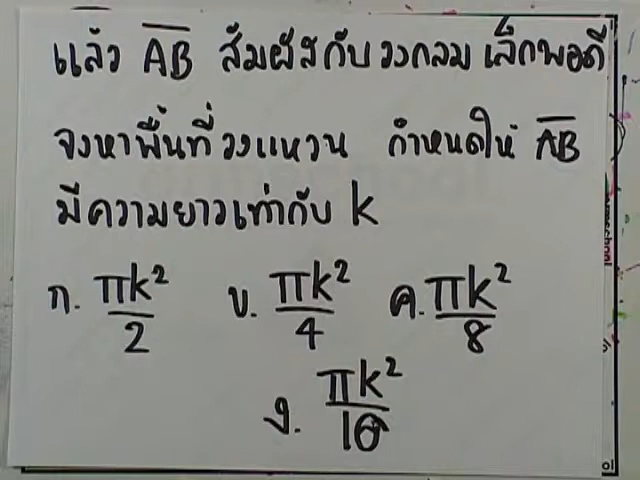 แล้ว AB สัมผัสกับวงกลมเล็กพอดี
จงหาพื้นที่วงแหวน กำหนดให้ AB
มีความยาวเท่ากับ k
ก. πk²/2 ข. πk²/4 ค. πk²/8
ง. πk²/16